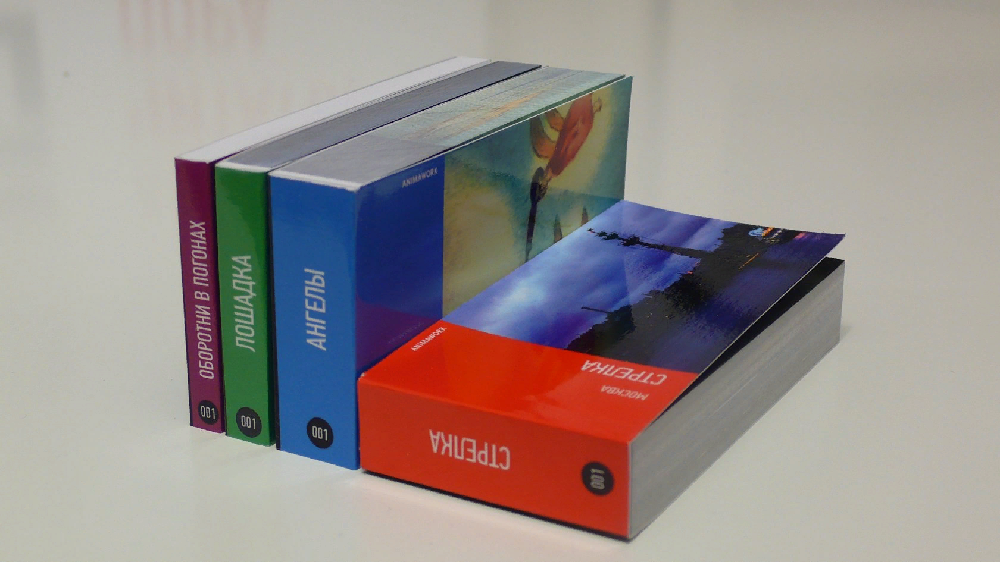 ОБОРОТНИ В ПОГОНАХ
001
ЛОШАДКА
001
АНГЕЛЫ
001
ANIMAWORK
ANIMAWORK
МОСКВА
СТРЕЛКА
СТРЕЛКА
001